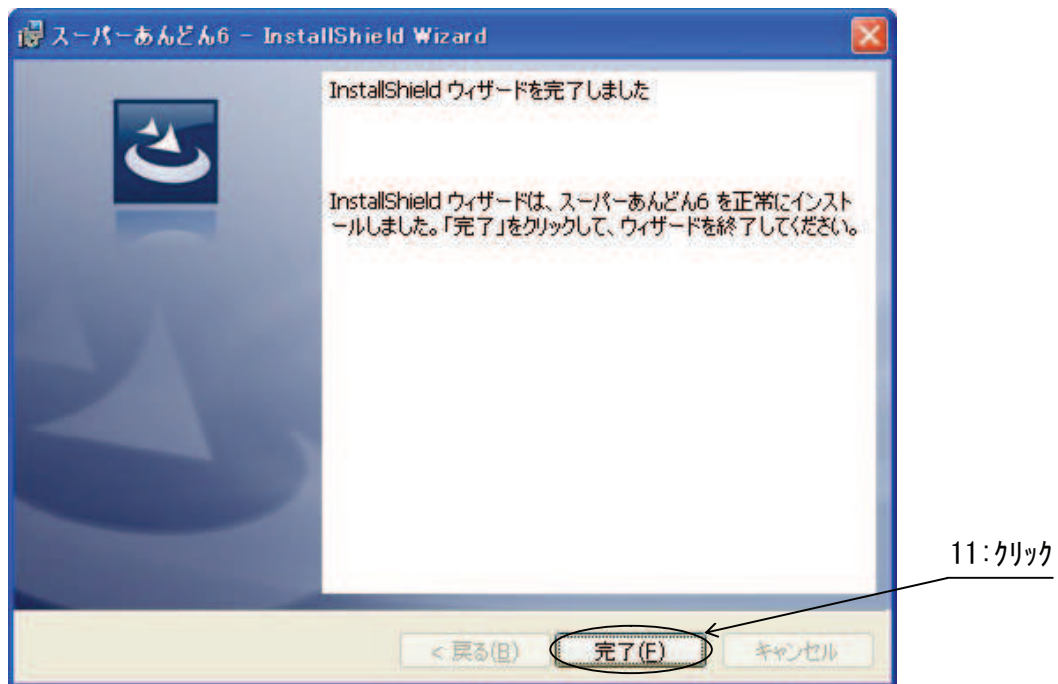 スーパーあんどん6 - InstallShield Wizard
InstallShield ウィザードを完了しました
InstallShield ウィザードは、スーパーあんどん6 を正常にインスト
ールしました。「完了」をクリックして、ウィザードを終了してください。
11:クリック
< 戻る(B) 完了(F) キャンセル